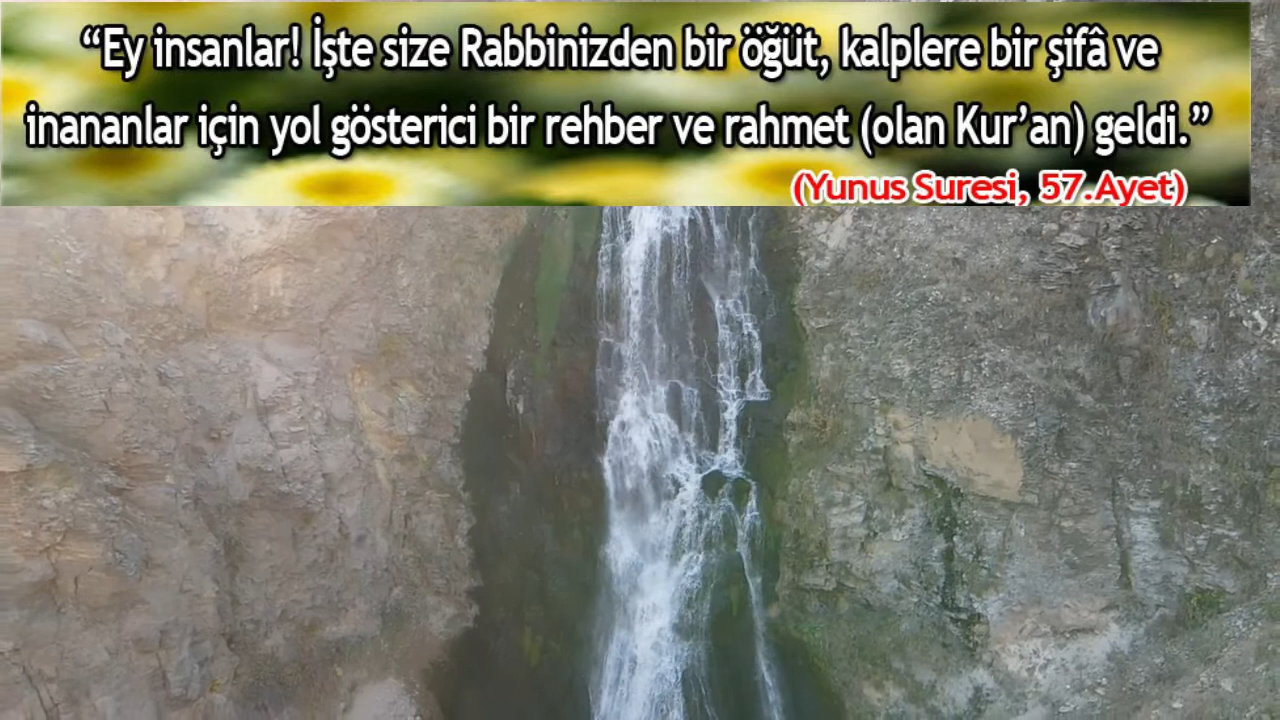 “Ey insanlar! İşte size Rabbinizden bir öğüt, kalplere bir şifâ ve
inananlar için yol gösterici bir rehber ve rahmet (olan Kur’an) geldi.”
(Yunus Suresi, 57.Ayet)